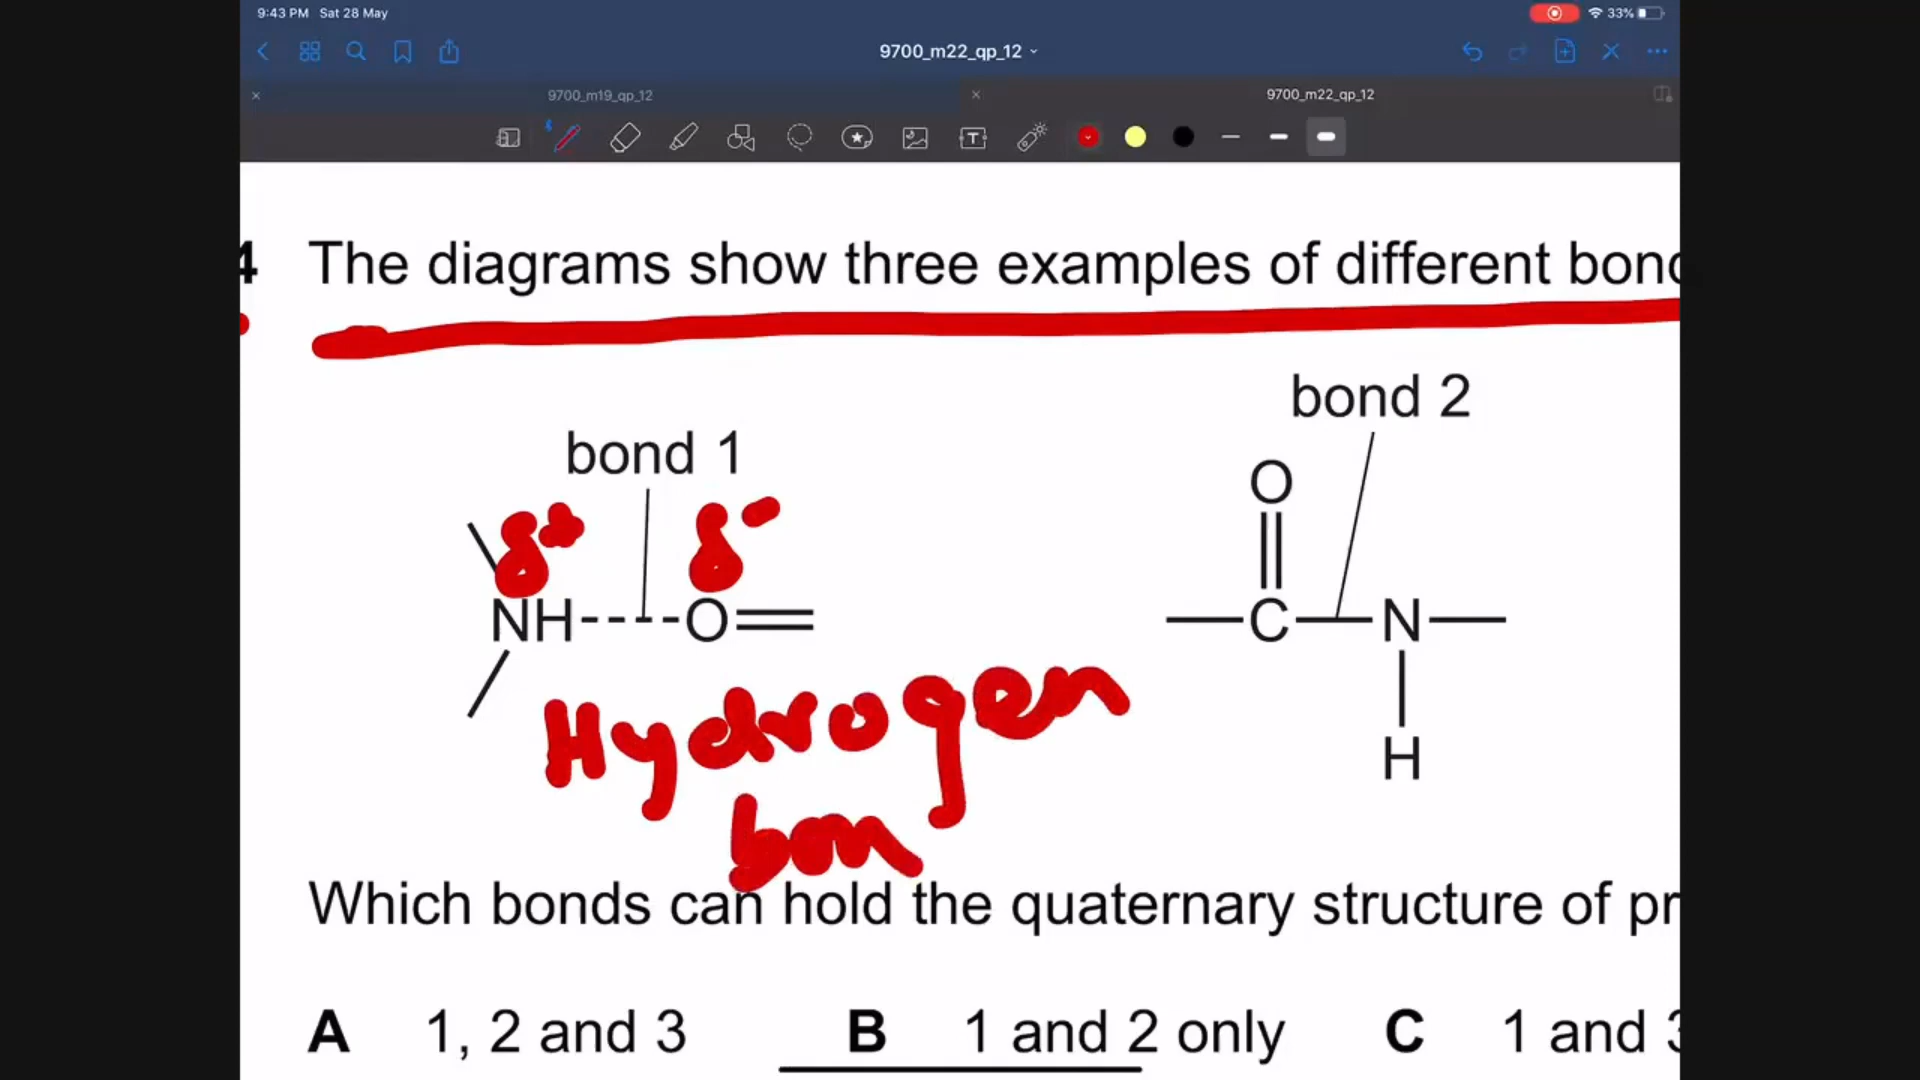 9:43 PM Sat 28 May
33%
9700_m22_qp_12
9700_m19_qp_12
9700_m22_qp_12
4 The diagrams show three examples of different bond
bond 2
bond 1
O
δ+ δ-
NH----O C N
Hydrogen
H
bon
Which bonds can hold the quaternary structure of pr
A 1, 2 and 3 B 1 and 2 only C 1 and 3